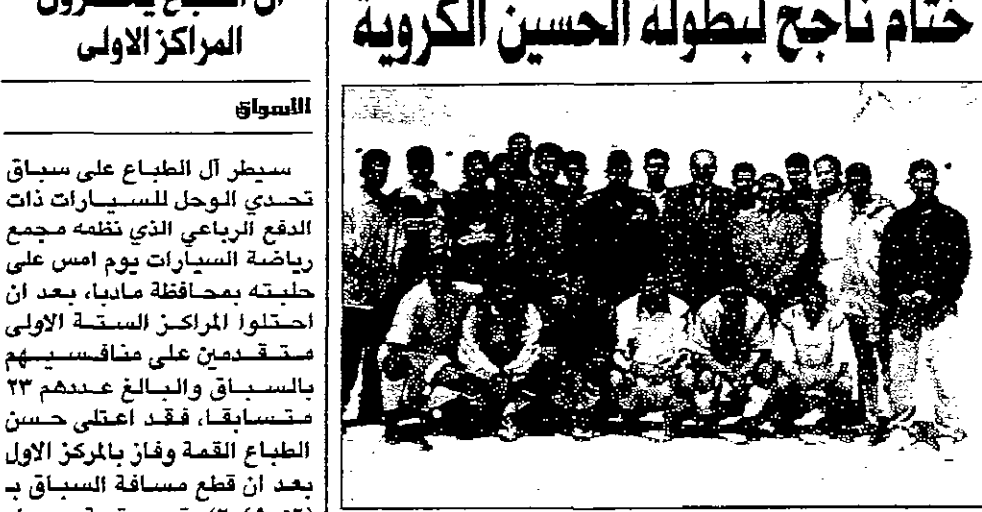 ختام ناجح لبطولة الحسين الكروية
المراكز الاولى
الأسواق
سيطر آل الطباع على سباق
تحدي الوحل للسيارات ذات
الدفع الرباعي الذي نظمه مجمع
رياضة السيارات يوم امس على
حلبته بمحافظة مادبا، بعد ان
احتلوا المراكز الستة الاولى
متقدمين على منافسيهم
بالسباق والبالغ عددهم ٢٣
متسابقا، فقد اعتلى حسن
الطباع القمة وفاز بالمركز الاول
بعد ان قطع مسافة السباق بـ